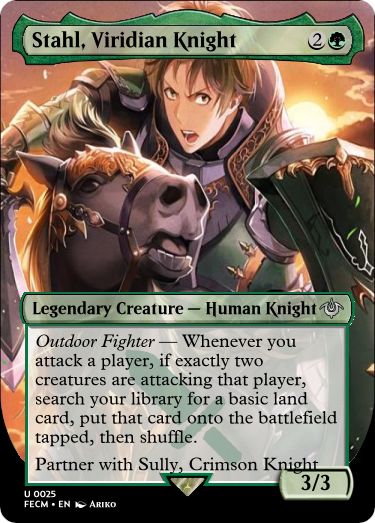 Stahl, Viridian Knight 2
Legendary Creature — Human Knight
Outdoor Fighter — Whenever you
attack a player, if exactly two
creatures are attacking that player,
search your library for a basic land
card, put that card onto the battlefield
tapped, then shuffle.
Partner with Sully, Crimson Knight
3/3
U 0025
FECM • EN Ariko